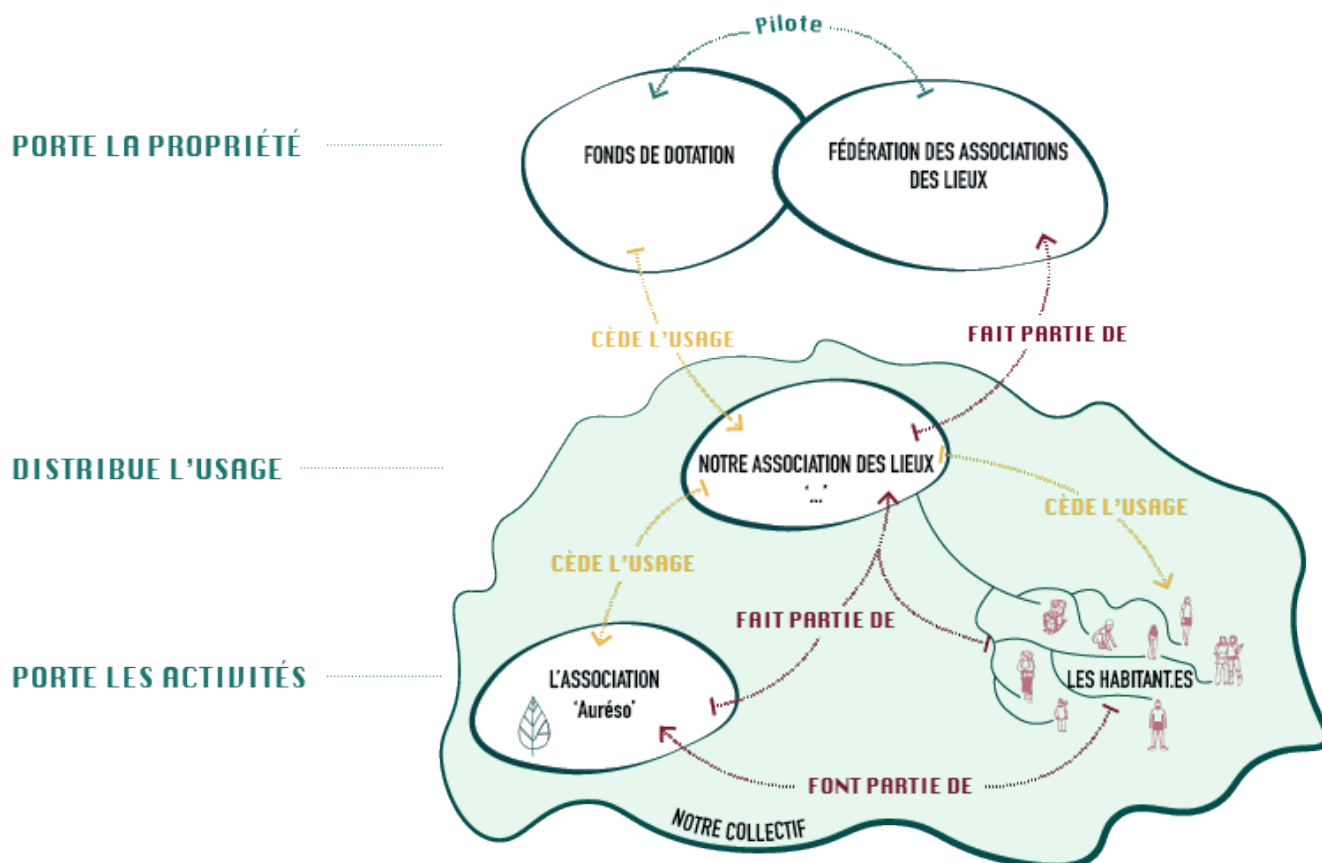 Pilote
PORTE LA PROPRIÉTÉ
FONDS DE DOTATION
FÉDÉRATION DES ASSOCIATIONS
DES LIEUX
CÈDE L'USAGE
FAIT PARTIE DE
DISTRIBUE L'USAGE
NOTRE ASSOCIATION DES LIEUX
'...'
CÈDE L'USAGE
CÈDE L'USAGE
FAIT PARTIE DE
PORTE LES ACTIVITÉS
L'ASSOCIATION
'Auréso'
LES HABITANT.ES
FONT PARTIE DE
NOTRE COLLECTIF